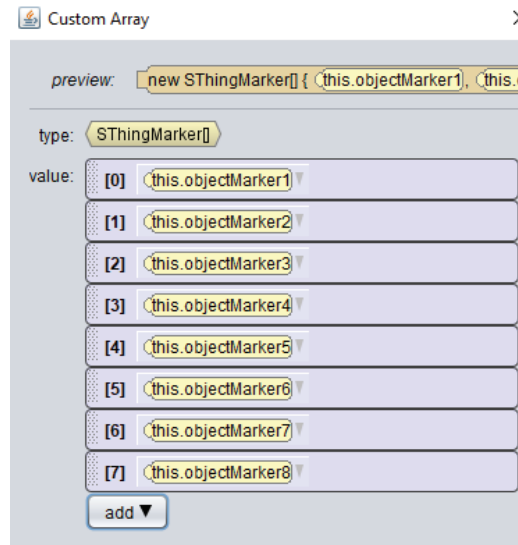 Custom Array
preview: new SThingMarker[] { this.objectMarker1, this.
type: SThingMarker[]
value: [0] this.objectMarker1
[1] this.objectMarker2
[2] this.objectMarker3
[3] this.objectMarker4
[4] this.objectMarker5
[5] this.objectMarker6
[6] this.objectMarker7
[7] this.objectMarker8
add